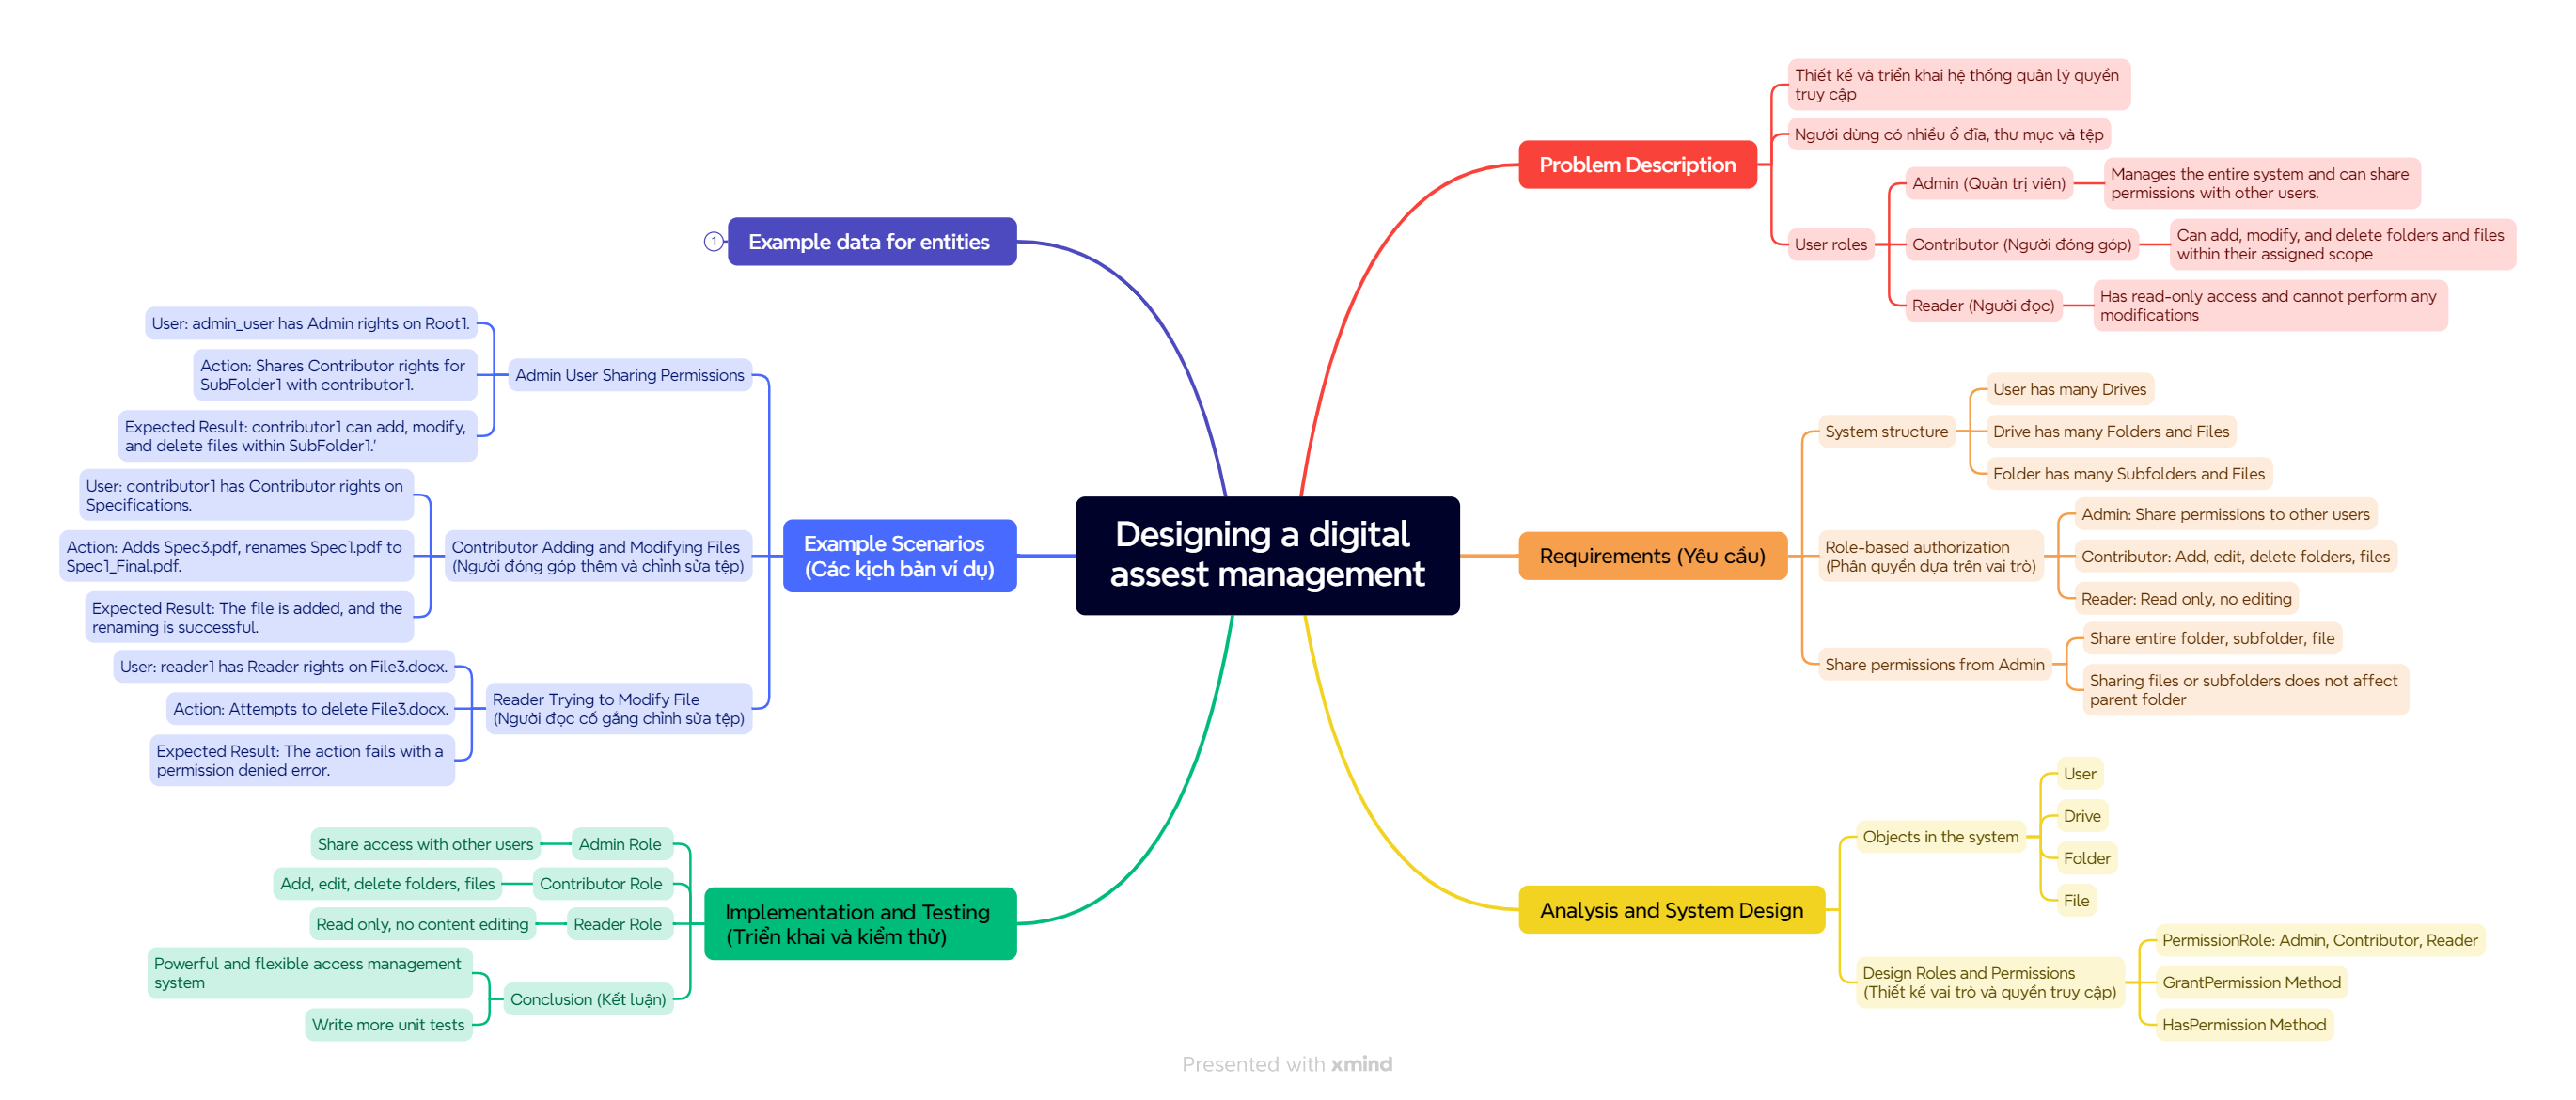 Designing a digital
assest management
Problem Description
Thiết kế và triển khai hệ thống quản lý quyền
truy cập
Người dùng có nhiều ổ đĩa, thư mục và tệp
User roles
Admin (Quản trị viên)
Manages the entire system and can share
permissions with other users.
Contributor (Người đóng góp)
Can add, modify, and delete folders and files
within their assigned scope
Reader (Người đọc)
Has read-only access and cannot perform any
modifications
Requirements (Yêu cầu)
System structure
User has many Drives
Drive has many Folders and Files
Folder has many Subfolders and Files
Role-based authorization
(Phân quyền dựa trên vai trò)
Admin: Share permissions to other users
Contributor: Add, edit, delete folders, files
Reader: Read only, no editing
Share permissions from Admin
Share entire folder, subfolder, file
Sharing files or subfolders does not affect
parent folder
Analysis and System Design
Objects in the system
User
Drive
Folder
File
Design Roles and Permissions
(Thiết kế vai trò và quyền truy cập)
PermissionRole: Admin, Contributor, Reader
GrantPermission Method
HasPermission Method
Example data for entities
1
Example Scenarios
(Các kịch bản ví dụ)
Admin User Sharing Permissions
User: admin_user has Admin rights on Root1.
Action: Shares Contributor rights for
SubFolder1 with contributor1.
Expected Result: contributor1 can add, modify,
and delete files within SubFolder1.'
Contributor Adding and Modifying Files
(Người đóng góp thêm và chỉnh sửa tệp)
User: contributor1 has Contributor rights on
Specifications.
Action: Adds Spec3.pdf, renames Spec1.pdf to
Spec1_Final.pdf.
Expected Result: The file is added, and the
renaming is successful.
Reader Trying to Modify File
(Người đọc cố gắng chỉnh sửa tệp)
User: reader1 has Reader rights on File3.docx.
Action: Attempts to delete File3.docx.
Expected Result: The action fails with a
permission denied error.
Implementation and Testing
(Triển khai và kiểm thử)
Admin Role
Share access with other users
Contributor Role
Add, edit, delete folders, files
Reader Role
Read only, no content editing
Conclusion (Kết luận)
Powerful and flexible access management
system
Write more unit tests
Presented with xmind